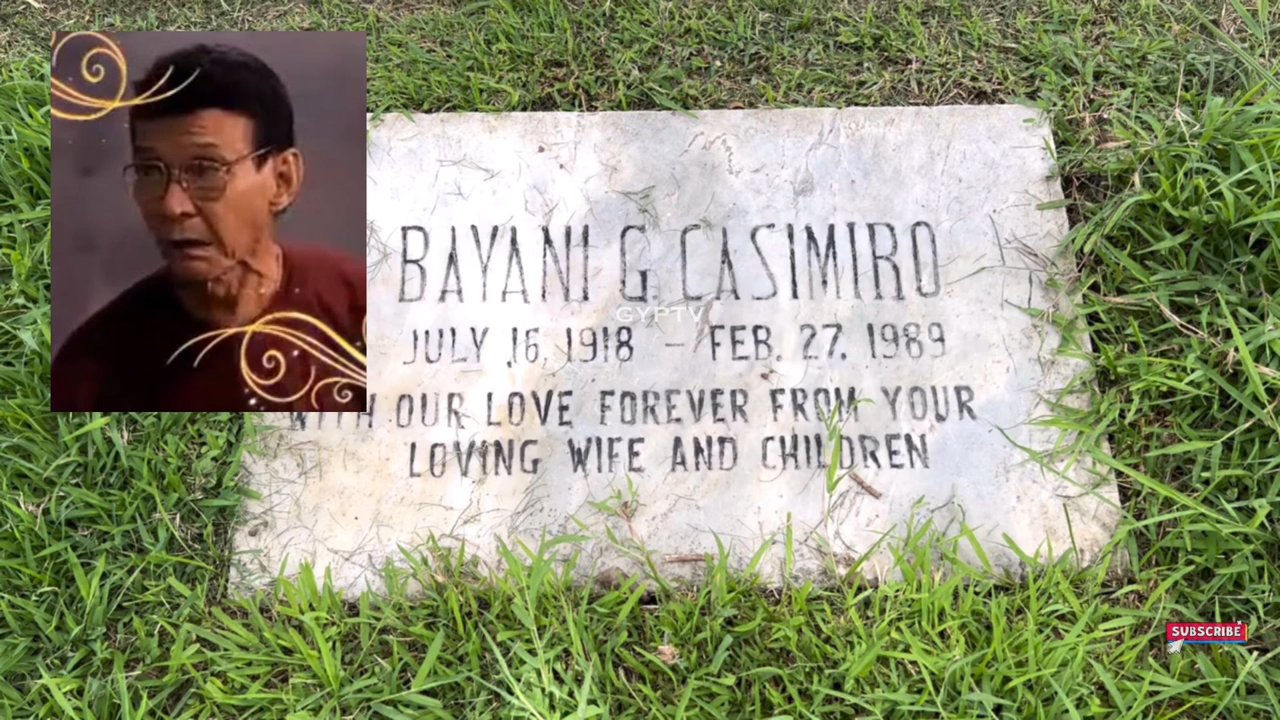 BAYANI G. CASIMIRO
GYPTV
JULY 16, 1918 – FEB. 27. 1989
WITH OUR LOVE FOREVER FROM YOUR
LOVING WIFE AND CHILDREN
SUBSCRIBE